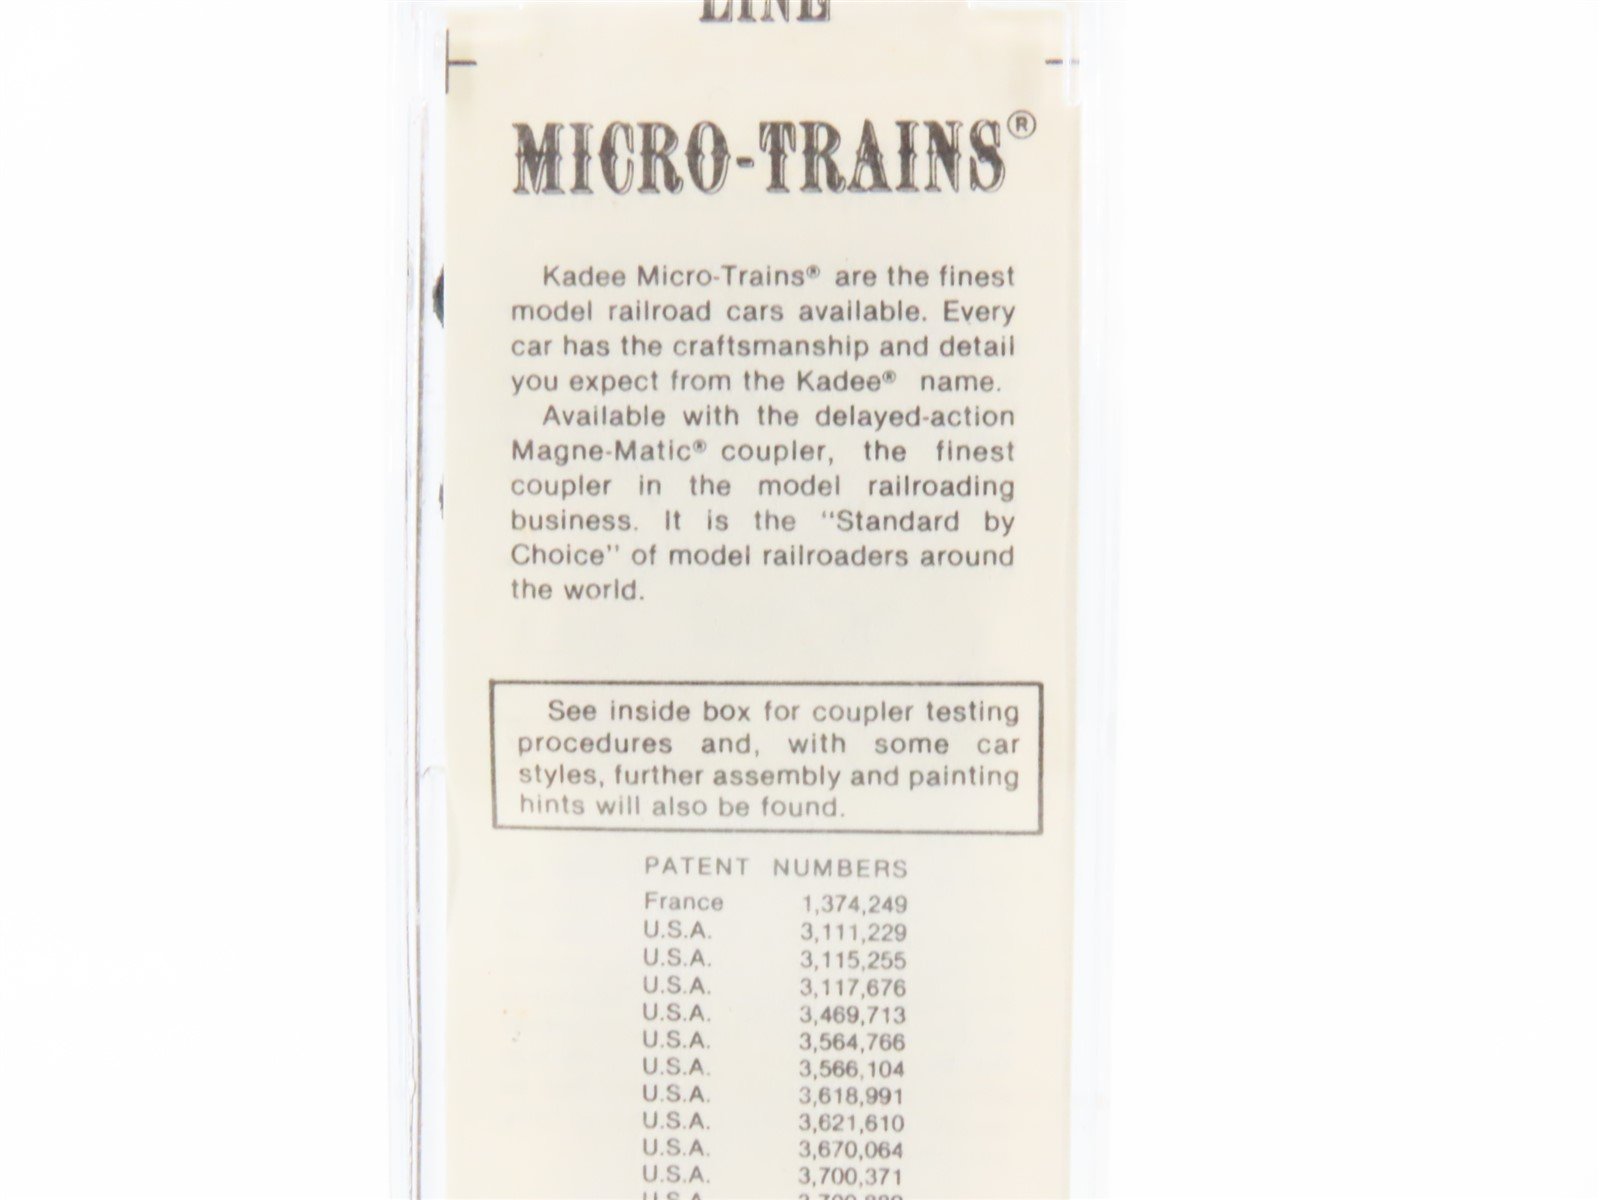 LINE
MICRO-TRAINS®
Kadee Micro-Trains® are the finest
model railroad cars available. Every
car has the craftsmanship and detail
you expect from the Kadee® name.
Available with the delayed-action
Magne-Matic® coupler, the finest
coupler in the model railroading
business. It is the "Standard by
Choice" of model railroaders around
the world.
See inside box for coupler testing
procedures and, with some car
styles, further assembly and painting
hints will also be found.
PATENT NUMBERS
France 1,374,249
U.S.A. 3,111,229
U.S.A. 3,115,255
U.S.A. 3,117,676
U.S.A. 3,469,713
U.S.A. 3,564,766
U.S.A. 3,566,104
U.S.A. 3,618,991
U.S.A. 3,621,610
U.S.A. 3,670,064
U.S.A. 3,700,371
U.S.A.